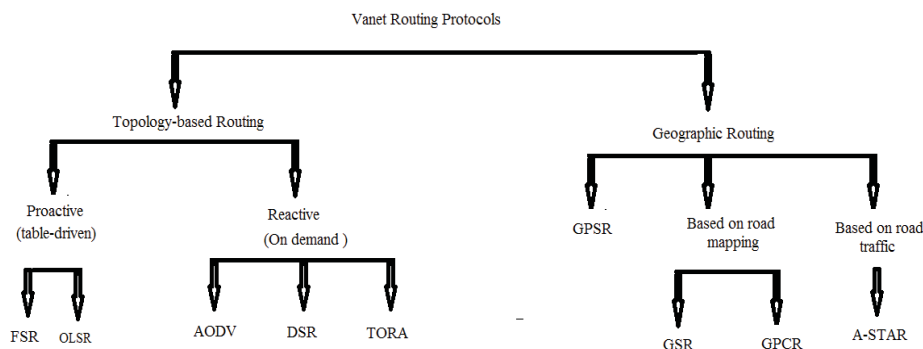 Vanet Routing Protocols
Topology-based Routing
Geographic Routing
Proactive
(table-driven)
Reactive
(On demand )
GPSR
Based on road
mapping
Based on road
traffic
FSR
OLSR
AODV
DSR
TORA
GSR
GPCR
A-STAR